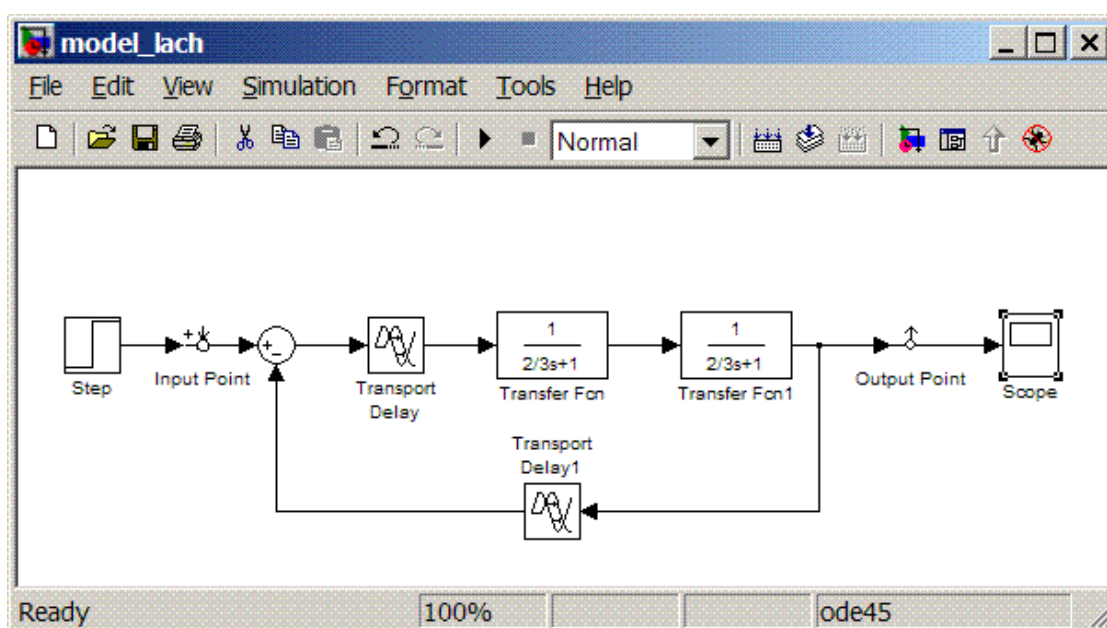 model_lach
File Edit View Simulation Format Tools Help
Normal
Step
Input Point
+
+
-
Transport
Delay
1
2/3s+1
Transfer Fcn
1
2/3s+1
Transfer Fcn1
Output Point
Scope
Transport
Delay1
Ready 100% ode45